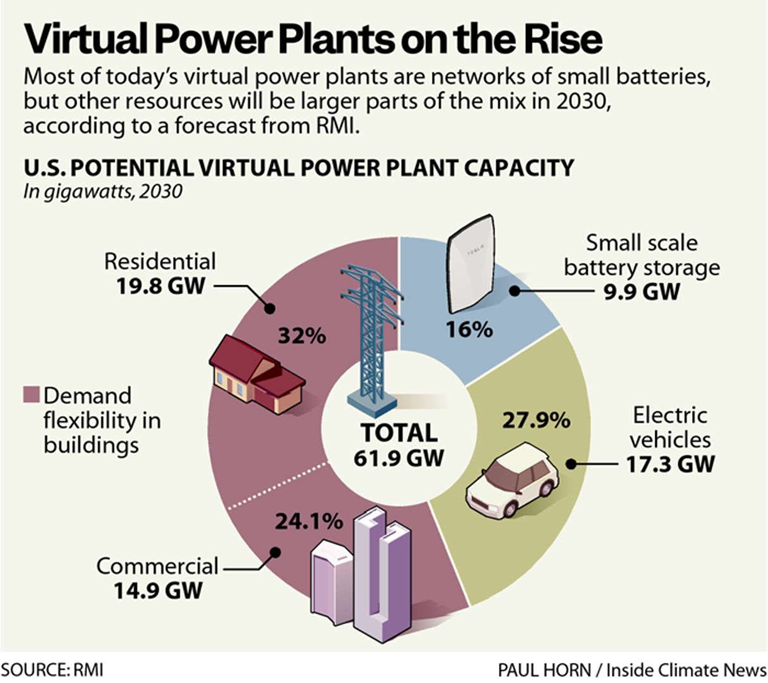 Virtual Power Plants on the Rise
Most of today's virtual power plants are networks of small batteries,
but other resources will be larger parts of the mix in 2030,
according to a forecast from RMI.
U.S. POTENTIAL VIRTUAL POWER PLANT CAPACITY
In gigawatts, 2030
Residential
19.8 GW
32%
TESLA
Small scale
battery storage
9.9 GW
16%
Demand
flexibility in
buildings
TOTAL
61.9 GW
27.9%
Electric
vehicles
17.3 GW
24.1%
Commercial
14.9 GW
SOURCE: RMI
PAUL HORN / Inside Climate News